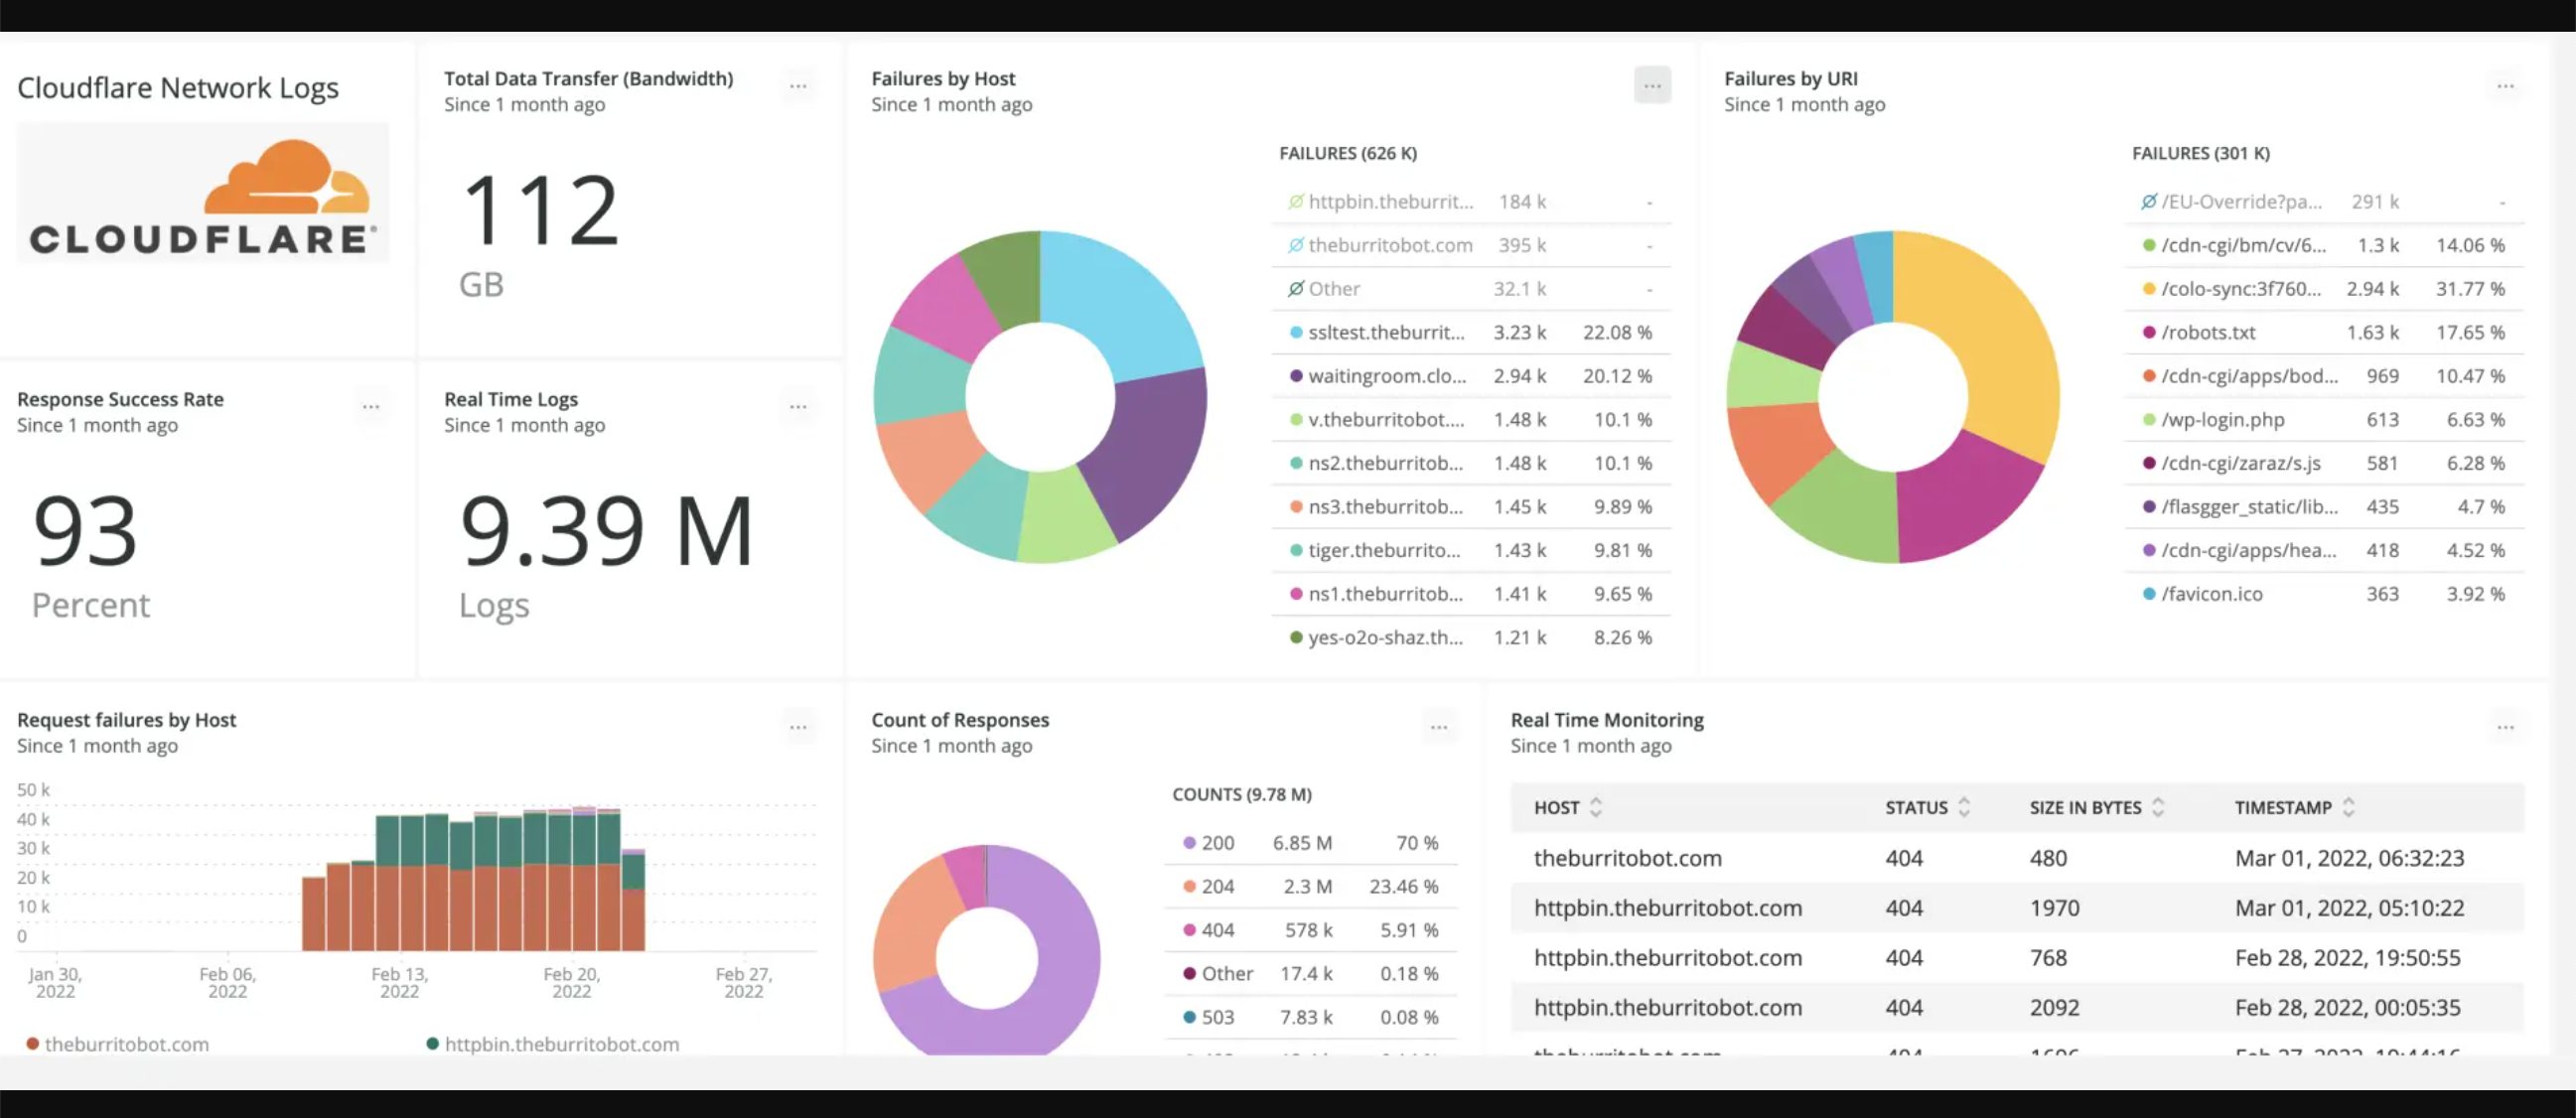 Cloudflare Network Logs
CLOUDFLARE®
Total Data Transfer (Bandwidth)
Since 1 month ago
112
GB
Response Success Rate
Since 1 month ago
93
Percent
Real Time Logs
Since 1 month ago
9.39 M
Logs
Failures by Host
Since 1 month ago
FAILURES (626 K)
httpbin.theburrit... 184 k -
theburritobot.com 395 k -
Other 32.1 k -
ssltest.theburrit... 3.23 k 22.08 %
waitingroom.clo... 2.94 k 20.12 %
v.theburritobot.... 1.48 k 10.1 %
ns2.theburritob... 1.48 k 10.1 %
ns3.theburritob... 1.45 k 9.89 %
tiger.theburrito... 1.43 k 9.81 %
ns1.theburritob... 1.41 k 9.65 %
yes-o2o-shaz.th... 1.21 k 8.26 %
Failures by URI
Since 1 month ago
FAILURES (301 K)
/EU-Override?pa... 291 k -
/cdn-cgi/bm/cv/6... 1.3 k 14.06 %
/colo-sync:3f760... 2.94 k 31.77 %
/robots.txt 1.63 k 17.65 %
/cdn-cgi/apps/bod... 969 10.47 %
/wp-login.php 613 6.63 %
/cdn-cgi/zaraz/s.js 581 6.28 %
/flasgger_static/lib... 435 4.7 %
/cdn-cgi/apps/hea... 418 4.52 %
/favicon.ico 363 3.92 %
Request failures by Host
Since 1 month ago
50 k
40 k
30 k
20 k
10 k
0
Jan 30, Feb 06, Feb 13, Feb 20, Feb 27,
2022 2022 2022 2022 2022
theburritobot.com httpbin.theburritobot.com
Count of Responses
Since 1 month ago
COUNTS (9.78 M)
200 6.85 M 70 %
204 2.3 M 23.46 %
404 578 k 5.91 %
Other 17.4 k 0.18 %
503 7.83 k 0.08 %
Real Time Monitoring
Since 1 month ago
HOST STATUS SIZE IN BYTES TIMESTAMP
theburritobot.com 404 480 Mar 01, 2022, 06:32:23
httpbin.theburritobot.com 404 1970 Mar 01, 2022, 05:10:22
httpbin.theburritobot.com 404 768 Feb 28, 2022, 19:50:55
httpbin.theburritobot.com 404 2092 Feb 28, 2022, 00:05:35